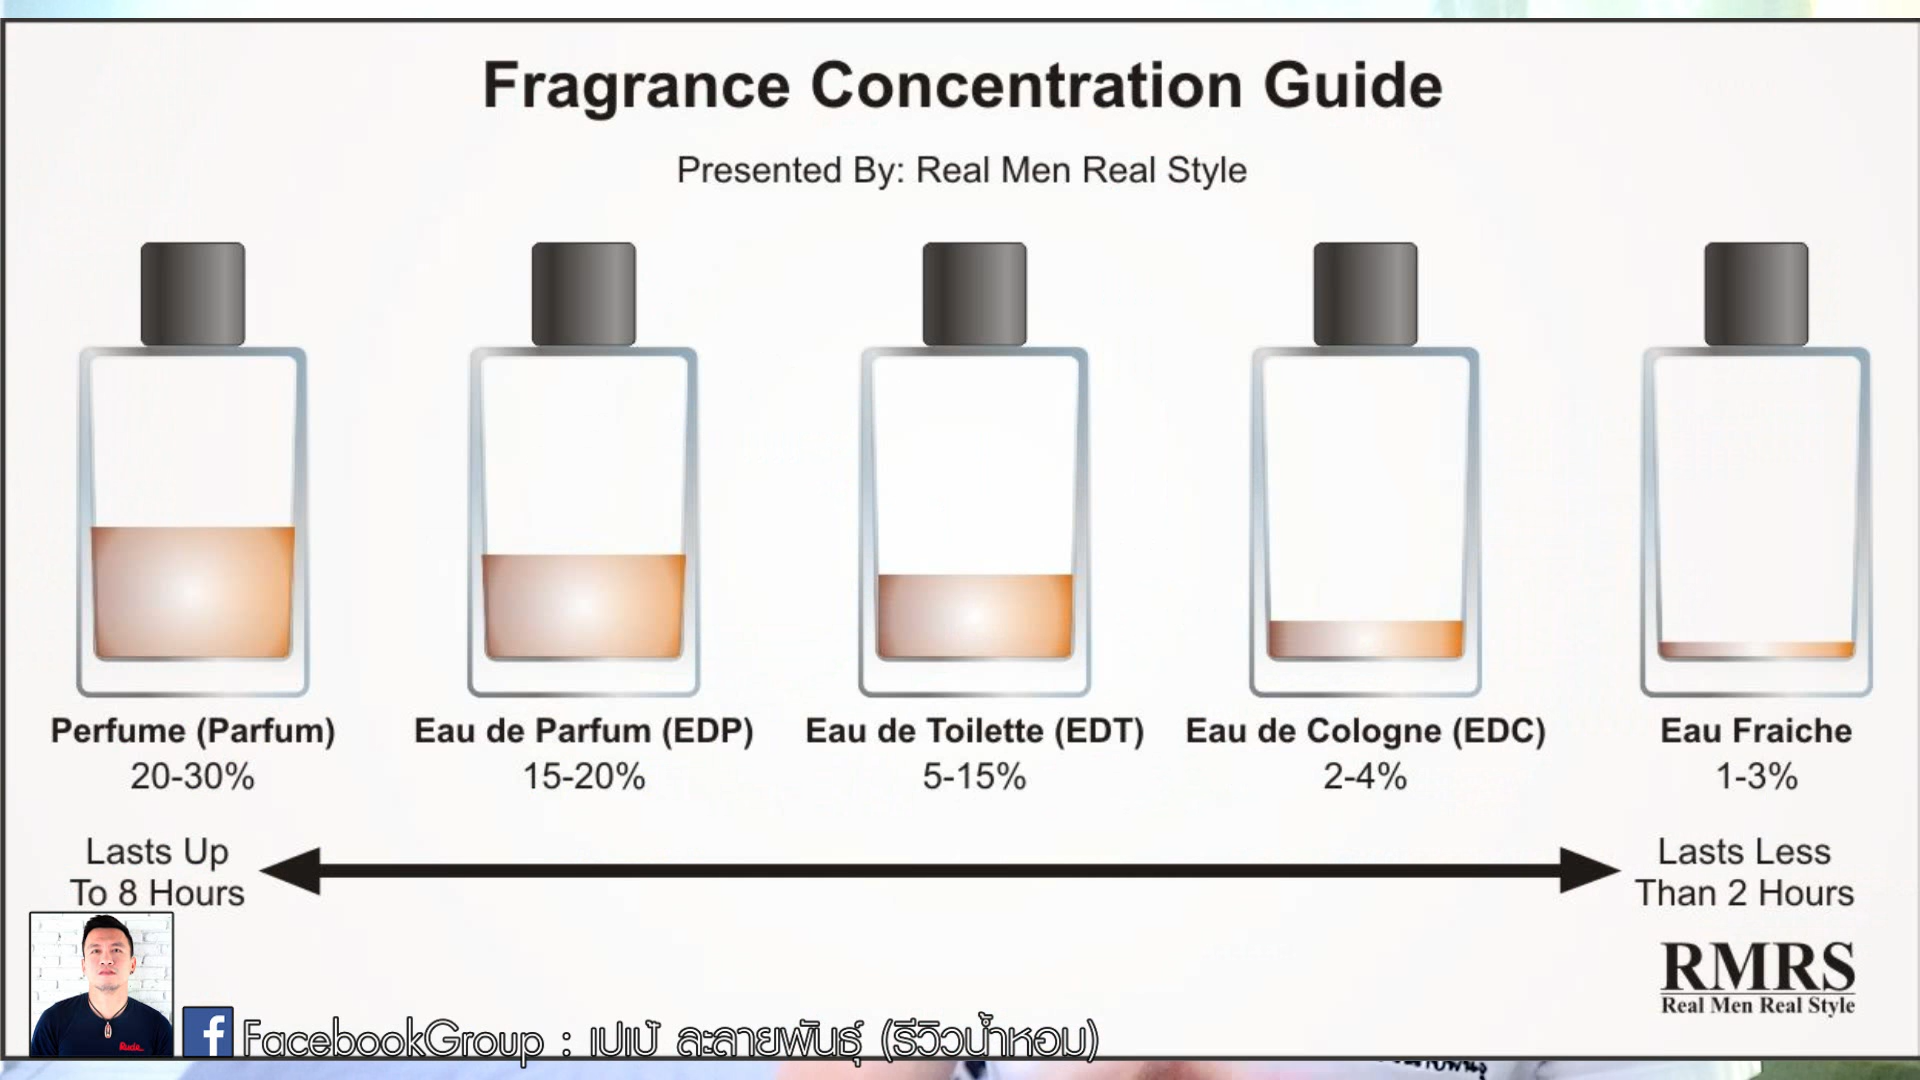 Fragrance Concentration Guide
Presented By: Real Men Real Style
Perfume (Parfum)
20-30%
Eau de Parfum (EDP)
15-20%
Eau de Toilette (EDT)
5-15%
Eau de Cologne (EDC)
2-4%
Eau Fraiche
1-3%
Lasts Up
To 8 Hours
Lasts Less
Than 2 Hours
RMRS
Real Men Real Style
Rude
f FacebookGroup : เปเป้ ละลายพันธุ์ (รีวิวน้ำหอม)